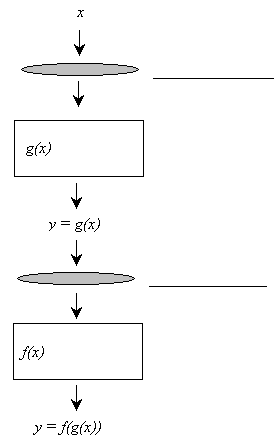 x
g(x)
y = g(x)
f(x)
y = f(g(x))